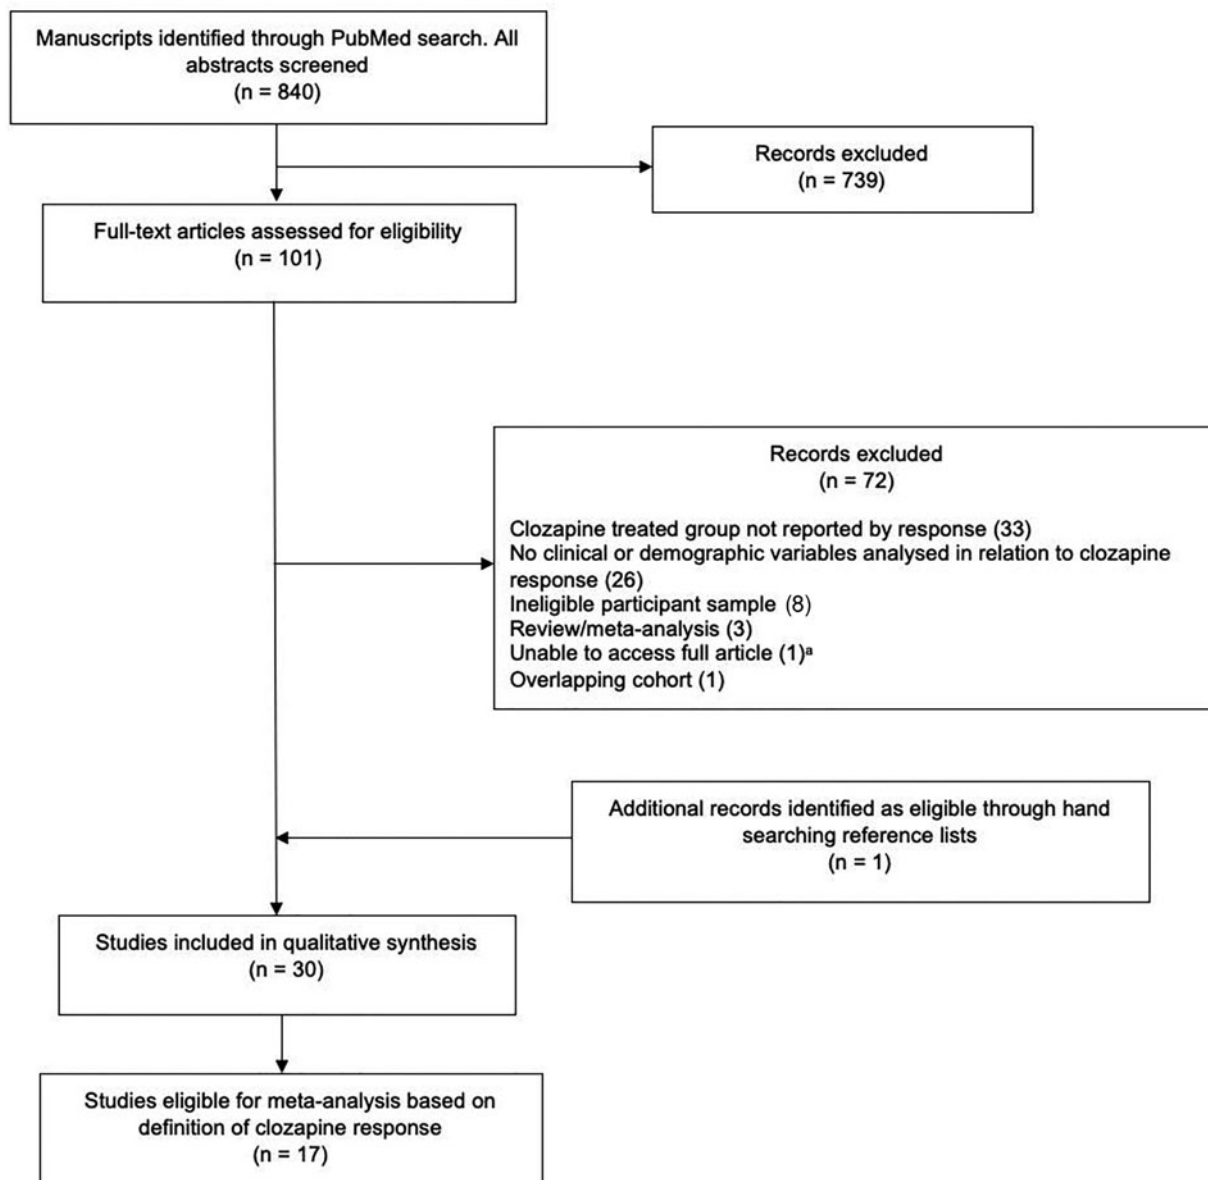 Manuscripts identified through PubMed search. All
abstracts screened
(n = 840)
Records excluded
(n = 739)
Full-text articles assessed for eligibility
(n = 101)
Records excluded
(n = 72)
Clozapine treated group not reported by response (33)
No clinical or demographic variables analysed in relation to clozapine
response (26)
Ineligible participant sample (8)
Review/meta-analysis (3)
Unable to access full article (1)ᵃ
Overlapping cohort (1)
Additional records identified as eligible through hand
searching reference lists
(n = 1)
Studies included in qualitative synthesis
(n = 30)
Studies eligible for meta-analysis based on
definition of clozapine response
(n = 17)